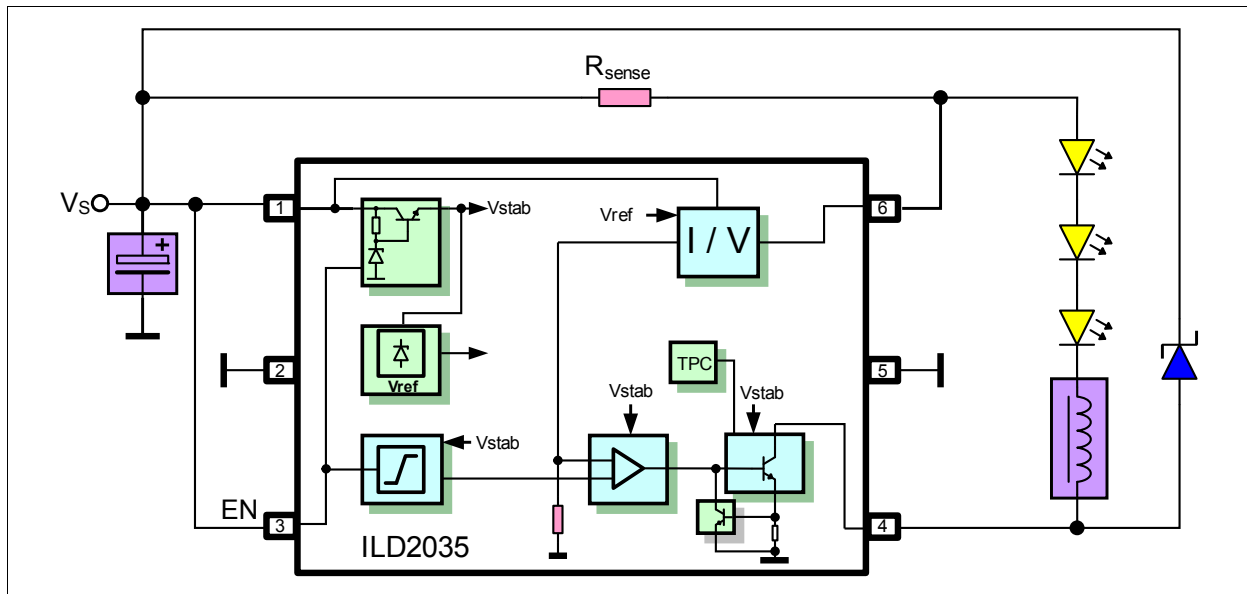 Rsense
VS
+
1
Vstab
Vref
I / V
6
2
Vref
TPC
5
Vstab
Vstab
Vstab
EN
3
4
ILD2035